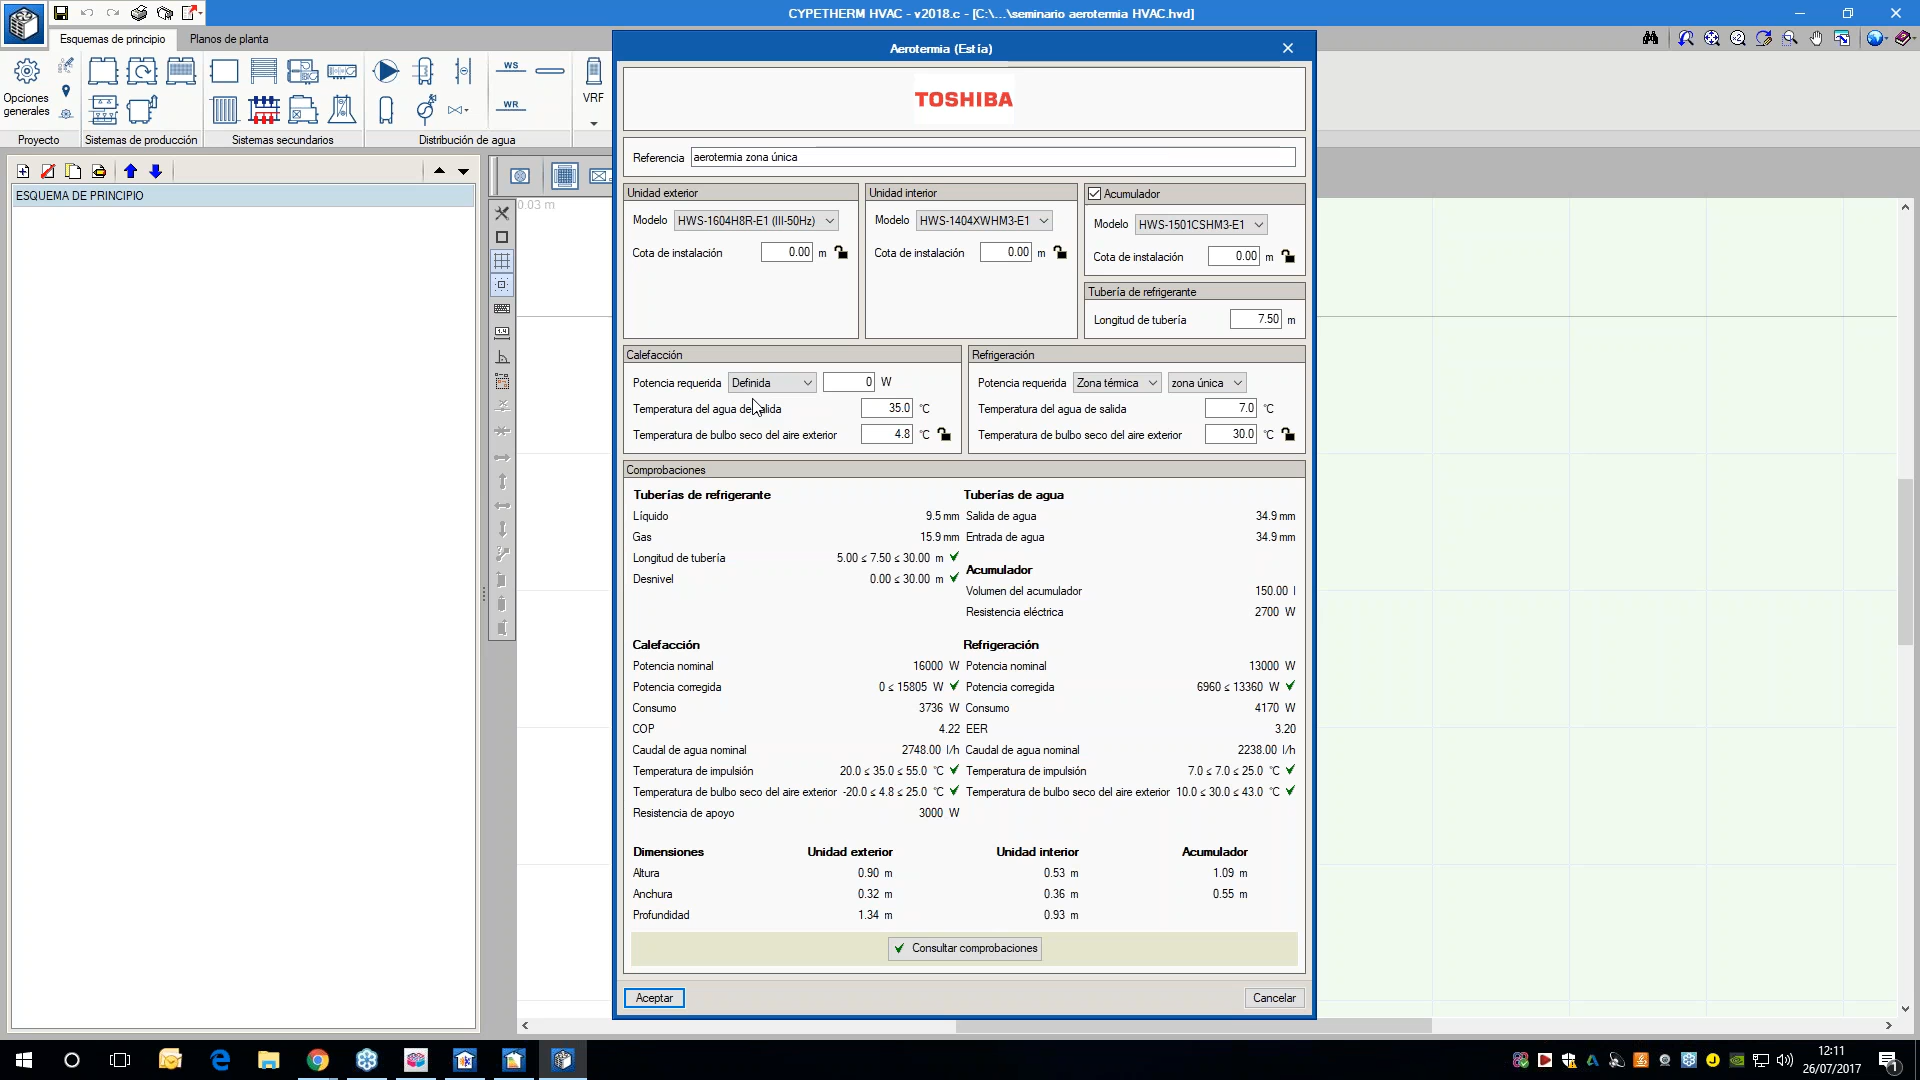 CYPETHERM HVAC - v2018.c - [C:\...\seminario aerotermia HVAC.hvd]
Esquemas de principio
Planos de planta
Opciones
generales
WS
WR
VRF
Proyecto
Sistemas de producción
Sistemas secundarios
Distribución de agua
ESQUEMA DE PRINCIPIO
0.03 m
Aerotermia (Estía)
TOSHIBA
Referencia aerotermia zona única
Unidad exterior
Modelo HWS-1604H8R-E1 (III-50Hz)
Cota de instalación 0.00 m
Unidad interior
Modelo HWS-1404XWHM3-E1
Cota de instalación 0.00 m
Acumulador
Modelo HWS-1501CSHM3-E1
Cota de instalación 0.00 m
Tubería de refrigerante
Longitud de tubería 7.50 m
Calefacción
Potencia requerida Definida 0 W
Temperatura del agua de salida 35.0 °C
Temperatura de bulbo seco del aire exterior 4.8 °C
Refrigeración
Potencia requerida Zona térmica zona única
Temperatura del agua de salida 7.0 °C
Temperatura de bulbo seco del aire exterior 30.0 °C
Comprobaciones
Tuberías de refrigerante
Líquido 9.5 mm
Gas 15.9 mm
Longitud de tubería 5.00 ≤ 7.50 ≤ 30.00 m
Desnivel 0.00 ≤ 30.00 m
Tuberías de agua
Salida de agua 34.9 mm
Entrada de agua 34.9 mm
Acumulador
Volumen del acumulador 150.00 l
Resistencia eléctrica 2700 W
Calefacción
Potencia nominal 16000 W
Potencia corregida 0 ≤ 15805 W
Consumo 3736 W
COP 4.22
Caudal de agua nominal 2748.00 l/h
Temperatura de impulsión 20.0 ≤ 35.0 ≤ 55.0 °C
Temperatura de bulbo seco del aire exterior -20.0 ≤ 4.8 ≤ 25.0 °C
Resistencia de apoyo 3000 W
Refrigeración
Potencia nominal 13000 W
Potencia corregida 6960 ≤ 13360 W
Consumo 4170 W
EER 3.20
Caudal de agua nominal 2238.00 l/h
Temperatura de impulsión 7.0 ≤ 7.0 ≤ 25.0 °C
Temperatura de bulbo seco del aire exterior 10.0 ≤ 30.0 ≤ 43.0 °C
Dimensiones Unidad exterior Unidad interior Acumulador
Altura 0.90 m 0.53 m 1.09 m
Anchura 0.32 m 0.36 m 0.55 m
Profundidad 1.34 m 0.93 m
Consultar comprobaciones
Aceptar
Cancelar
12:11
26/07/2017
1